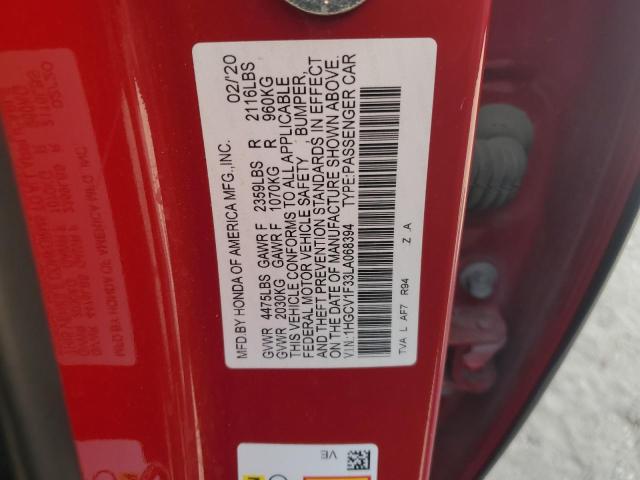 MFD.BY HONDA OF AMERICA MFG.,INC. 02/'20
GVWR 4475LBS GAWR F 2359LBS R 2116LBS
GVWR 2030KG GAWR F 1070KG R 960KG
THIS VEHICLE CONFORMS TO ALL APPLICABLE
FEDERAL MOTOR VEHICLE SAFETY, BUMPER,
AND THEFT PREVENTION STANDARDS IN EFFECT
ON THE DATE OF MANUFACTURE SHOWN ABOVE.
V.I.N.:1HGCV1F33LA068394 TYPE:PASSENGER CAR
TVA L AF7 R94 Z .A
VE